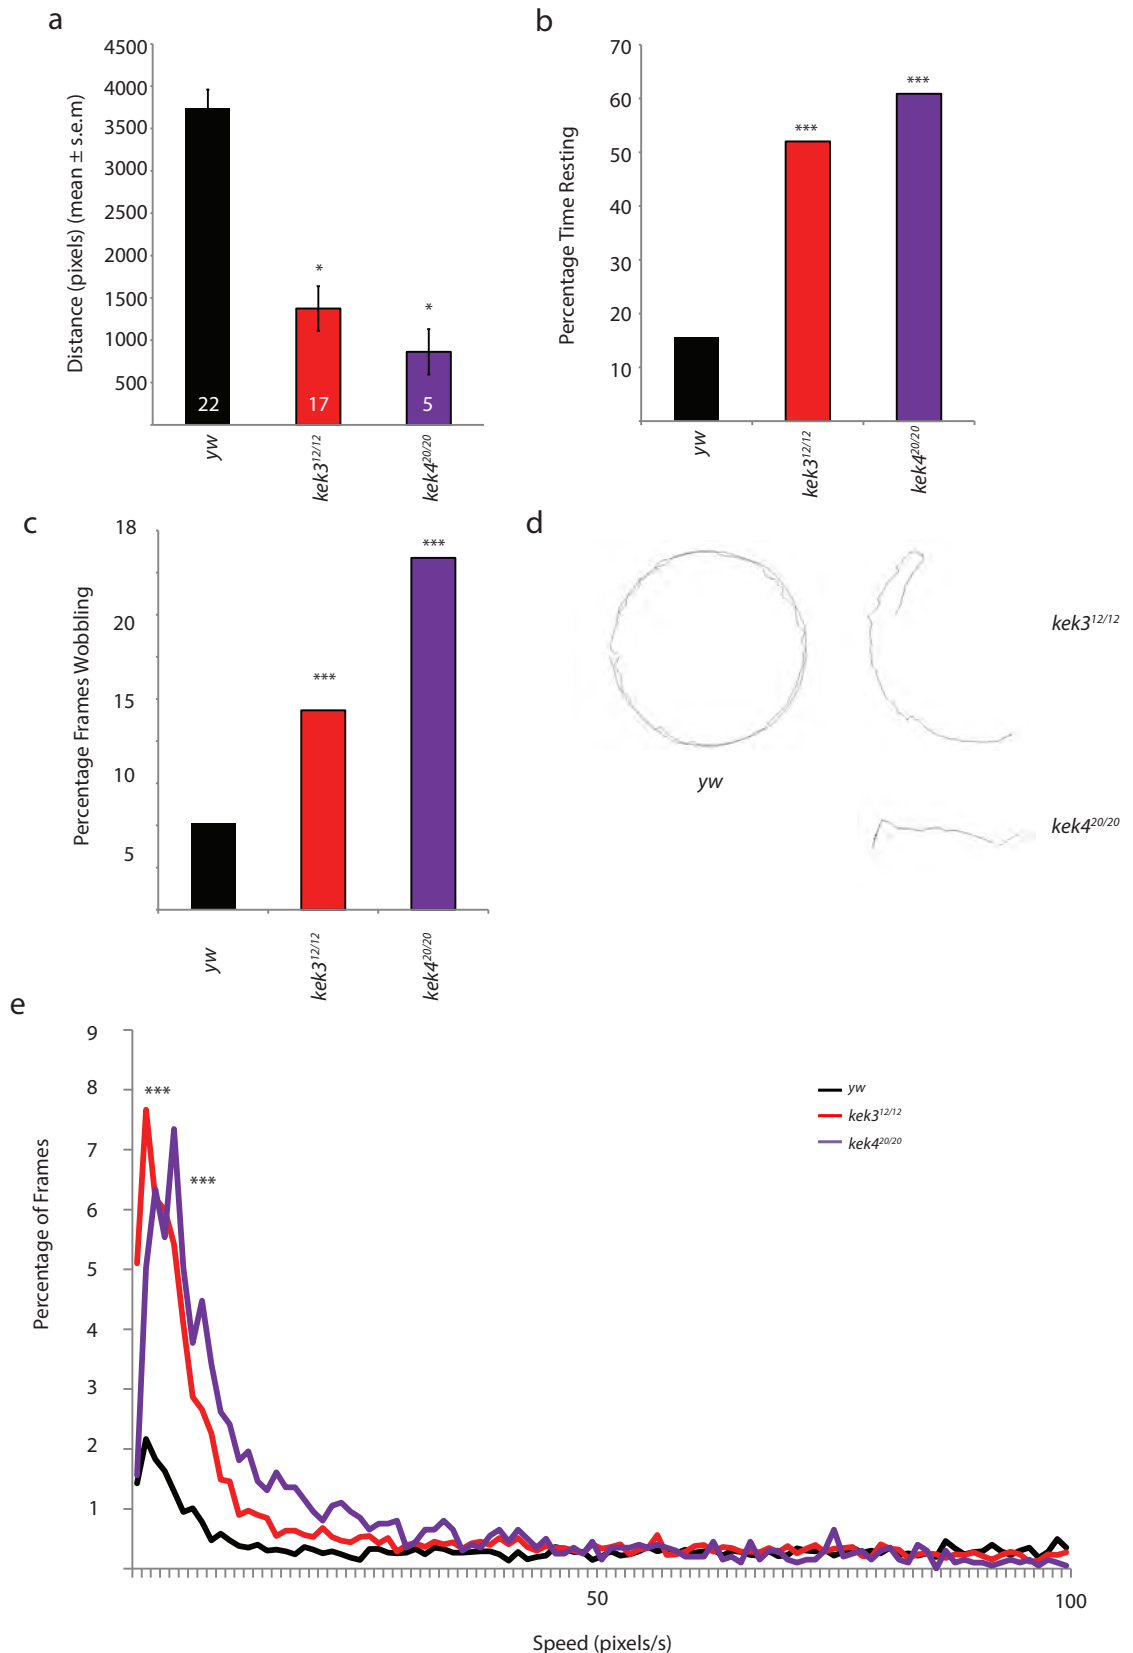 a
Distance (pixels) (mean ± s.e.m)
4500
4000
3500
3000
2500
2000
1500
1000
500
*
*
22
17
5
yw
kek3^12/12
kek4^20/20
b
Percentage Time Resting
70
60
50
40
30
20
10
***
***
yw
kek3^12/12
kek4^20/20
c
Percentage Frames Wobbling
18
20
15
10
5
***
***
yw
kek3^12/12
kek4^20/20
d
yw
kek3^12/12
kek4^20/20
e
Percentage of Frames
9
8
7
6
5
4
3
2
1
***
***
yw
kek3^12/12
kek4^20/20
50
100
Speed (pixels/s)